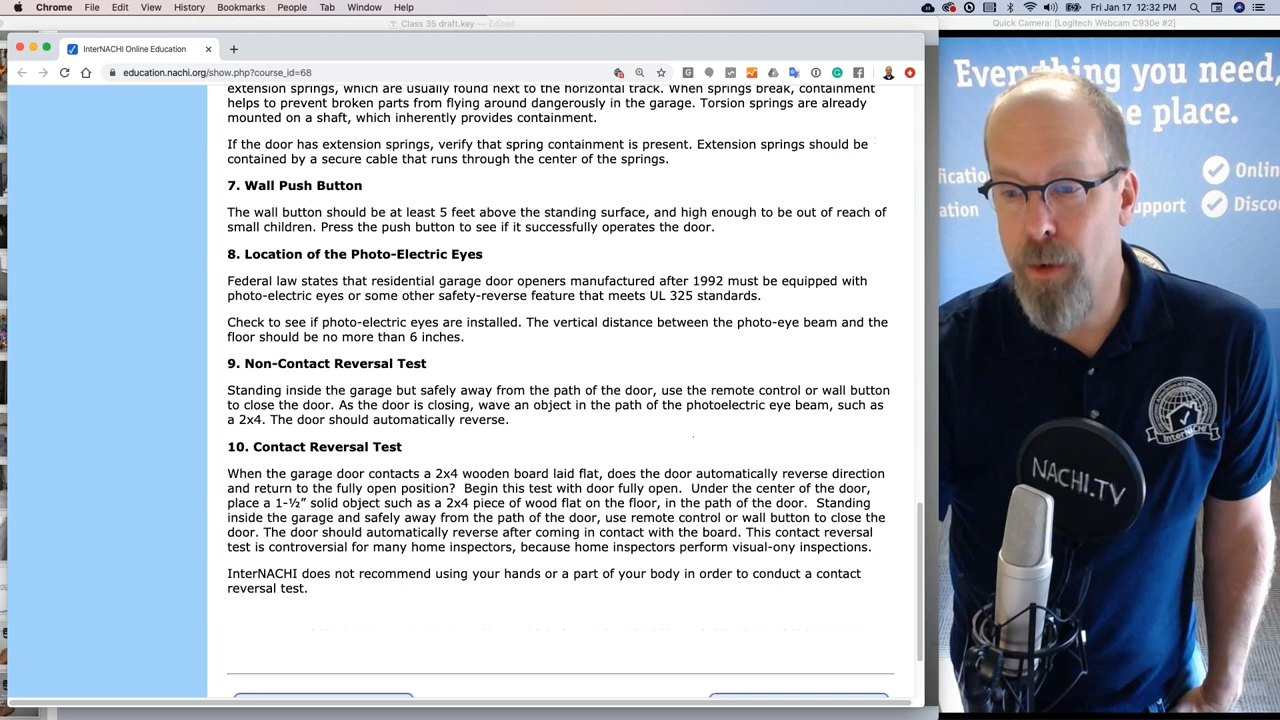 Chrome File Edit View History Bookmarks People Tab Window Help
Fri Jan 17 12:32 PM
Class 35 draft.key — Edited
Quick Camera: [Logitech Webcam C930e #2]
InterNACHI Online Education
education.nachi.org/show.php?course_id=68
extension springs, which are usually found next to the horizontal track. When springs break, containment
helps to prevent broken parts from flying around dangerously in the garage. Torsion springs are already
mounted on a shaft, which inherently provides containment.
If the door has extension springs, verify that spring containment is present. Extension springs should be
contained by a secure cable that runs through the center of the springs.
7. Wall Push Button
The wall button should be at least 5 feet above the standing surface, and high enough to be out of reach of
small children. Press the push button to see if it successfully operates the door.
8. Location of the Photo-Electric Eyes
Federal law states that residential garage door openers manufactured after 1992 must be equipped with
photo-electric eyes or some other safety-reverse feature that meets UL 325 standards.
Check to see if photo-electric eyes are installed. The vertical distance between the photo-eye beam and the
floor should be no more than 6 inches.
9. Non-Contact Reversal Test
Standing inside the garage but safely away from the path of the door, use the remote control or wall button
to close the door. As the door is closing, wave an object in the path of the photoelectric eye beam, such as
a 2x4. The door should automatically reverse.
10. Contact Reversal Test
When the garage door contacts a 2x4 wooden board laid flat, does the door automatically reverse direction
and return to the fully open position? Begin this test with door fully open. Under the center of the door,
place a 1-½” solid object such as a 2x4 piece of wood flat on the floor, in the path of the door. Standing
inside the garage and safely away from the path of the door, use remote control or wall button to close the
door. The door should automatically reverse after coming in contact with the board. This contact reversal
test is controversial for many home inspectors, because home inspectors perform visual-ony inspections.
InterNACHI does not recommend using your hands or a part of your body in order to conduct a contact
reversal test.
Everything you need,
place.
Onlin
upport
Disco
InterNACHI
NACHI.TV